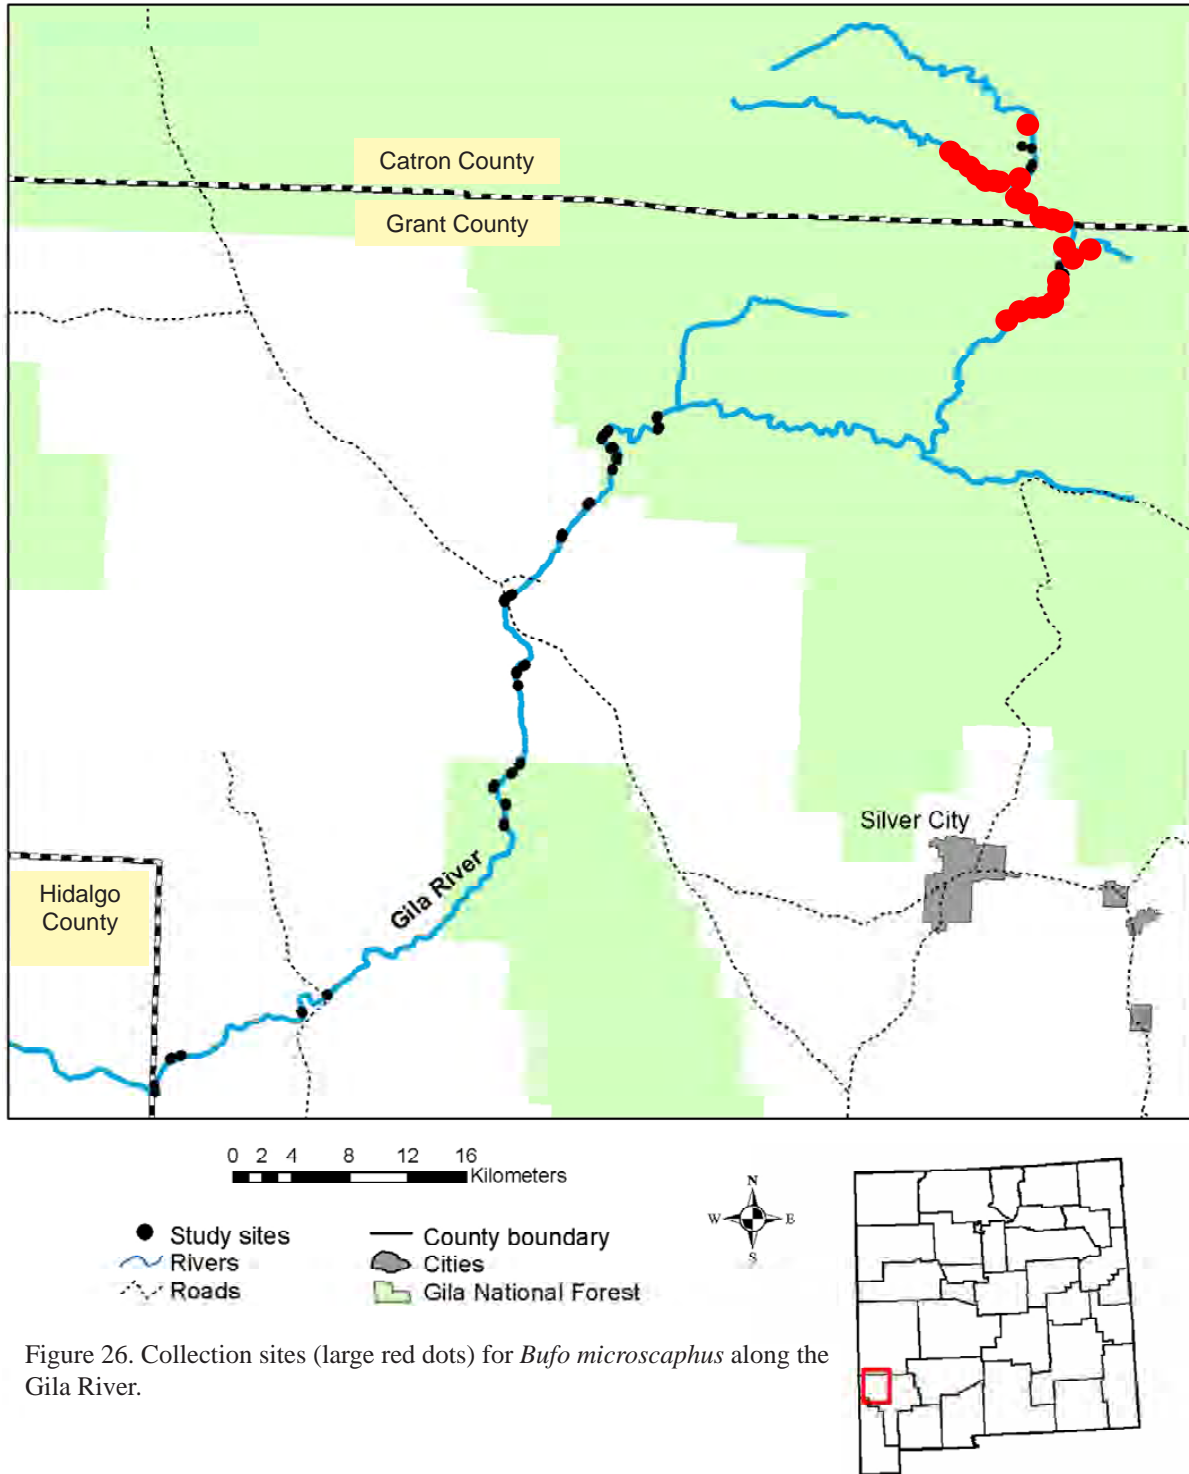 Catron County
Grant County
Silver City
Gila River
Hidalgo
County
0 2 4 8 12 16
Kilometers
N
W E
S
Study sites
Rivers
Roads
County boundary
Cities
Gila National Forest
Figure 26. Collection sites (large red dots) for Bufo microscaphus along the
Gila River.